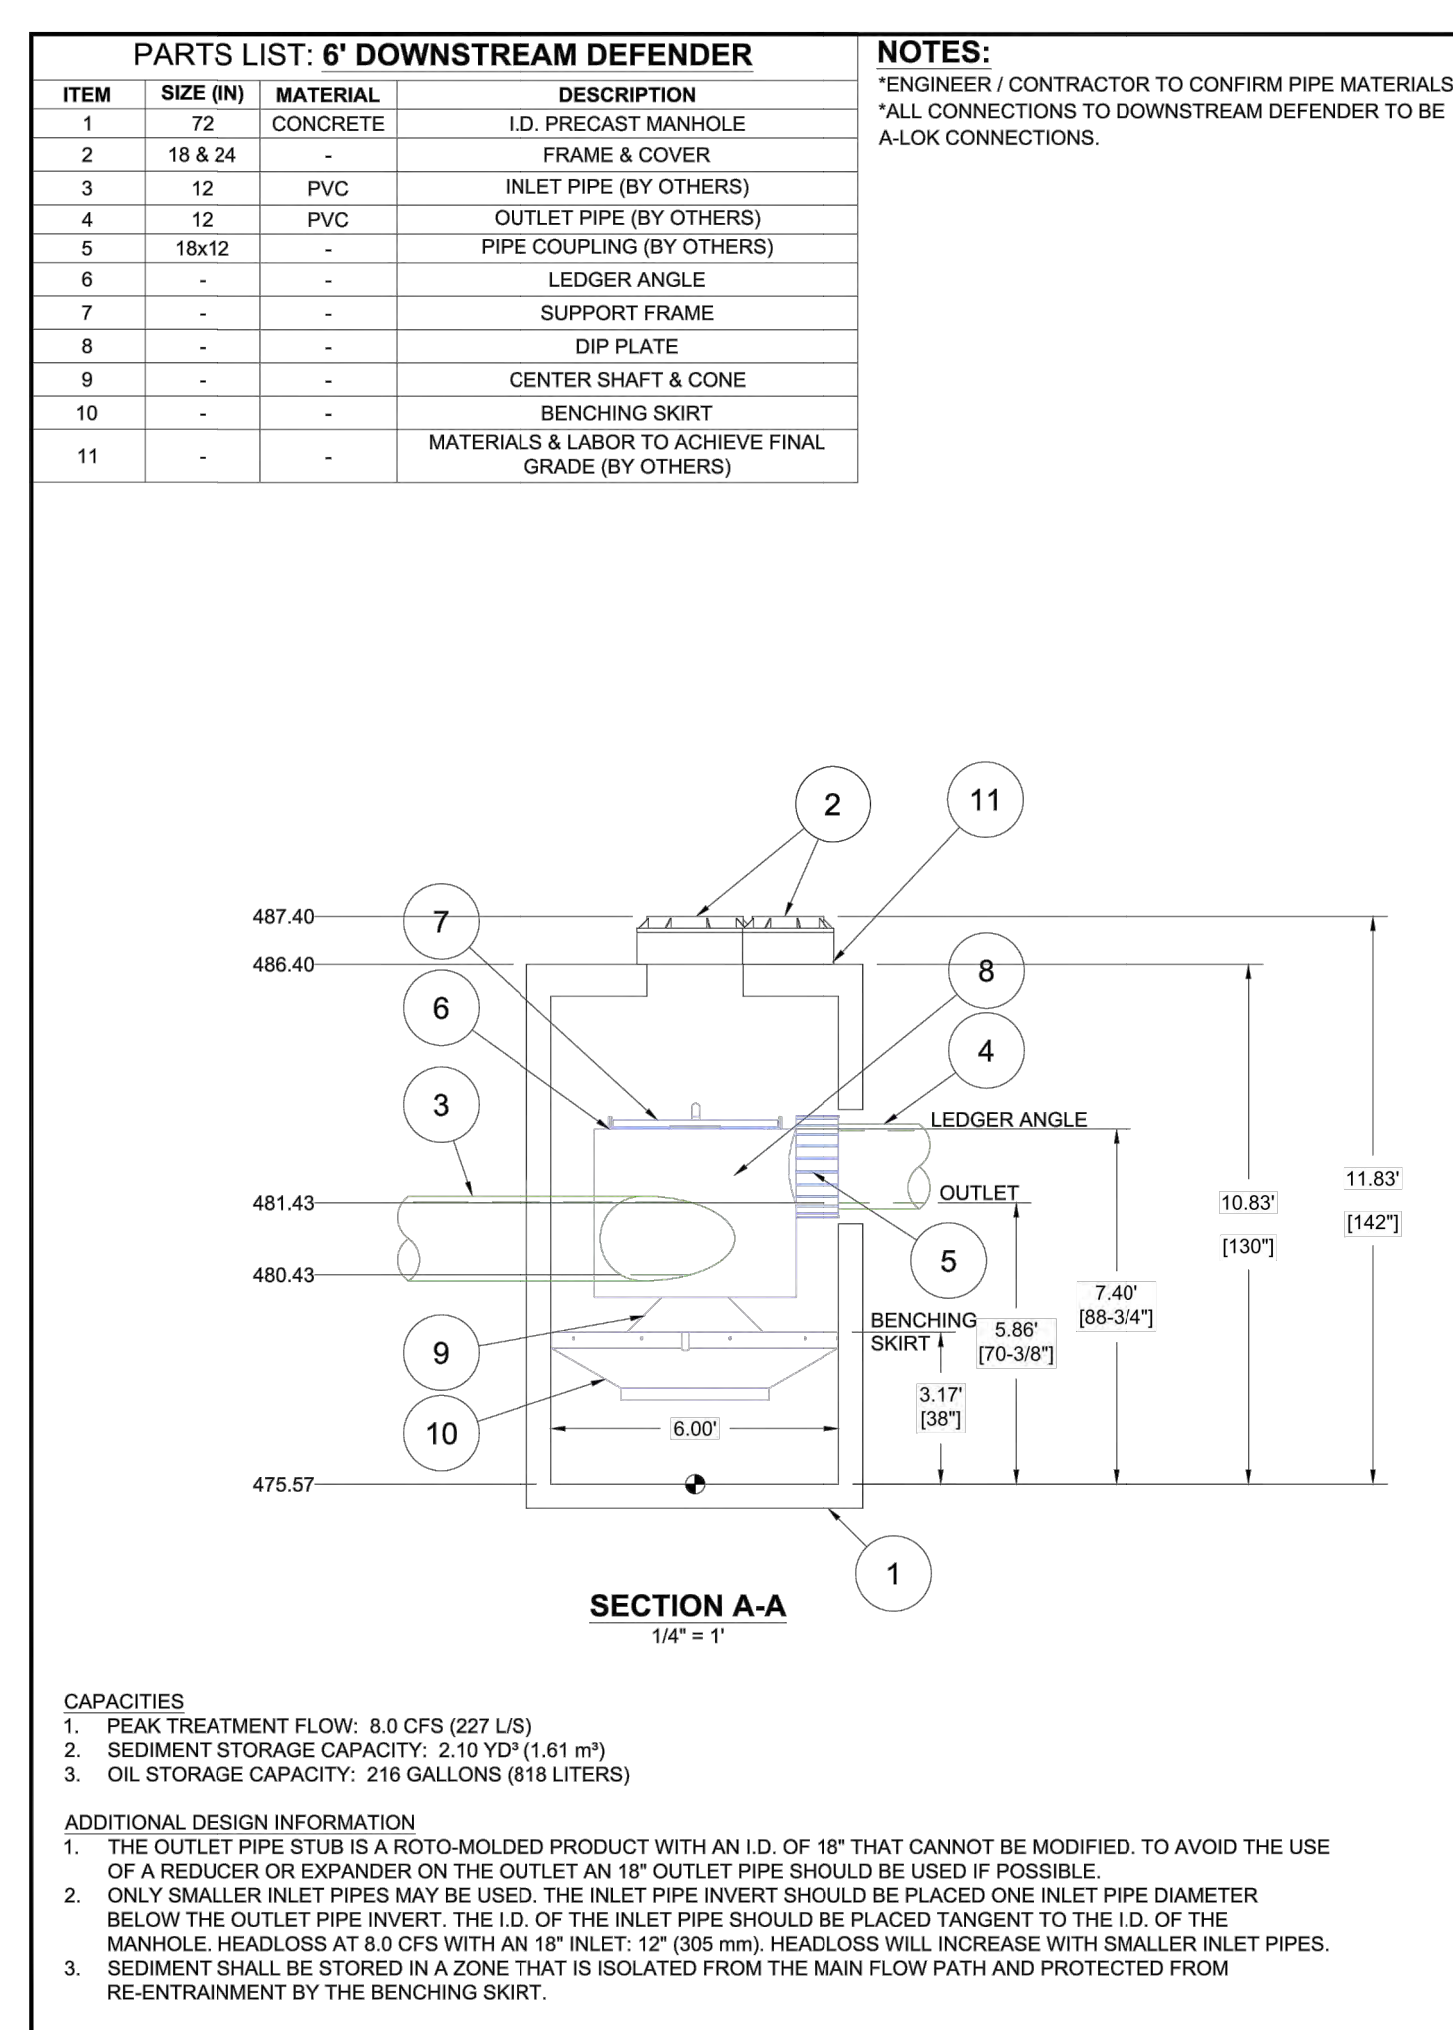 PARTS LIST: 6' DOWNSTREAM DEFENDER
ITEM SIZE (IN) MATERIAL DESCRIPTION
1 72 CONCRETE I.D. PRECAST MANHOLE
2 18 & 24 - FRAME & COVER
3 12 PVC INLET PIPE (BY OTHERS)
4 12 PVC OUTLET PIPE (BY OTHERS)
5 18x12 - PIPE COUPLING (BY OTHERS)
6 - - LEDGER ANGLE
7 - - SUPPORT FRAME
8 - - DIP PLATE
9 - - CENTER SHAFT & CONE
10 - - BENCHING SKIRT
11 - - MATERIALS & LABOR TO ACHIEVE FINAL
GRADE (BY OTHERS)
NOTES:
*ENGINEER / CONTRACTOR TO CONFIRM PIPE MATERIALS
*ALL CONNECTIONS TO DOWNSTREAM DEFENDER TO BE
A-LOK CONNECTIONS.
2
11
487.40
7
486.40
8
6
4
3
LEDGER ANGLE
11.83'
[142"]
481.43
OUTLET
10.83'
[130"]
5
480.43
7.40'
[88-3/4"]
BENCHING
SKIRT
5.86'
[70-3/8"]
9
3.17'
[38"]
10
6.00'
475.57
1
SECTION A-A
1/4" = 1'
CAPACITIES
1. PEAK TREATMENT FLOW: 8.0 CFS (227 L/S)
2. SEDIMENT STORAGE CAPACITY: 2.10 YD³ (1.61 m³)
3. OIL STORAGE CAPACITY: 216 GALLONS (818 LITERS)
ADDITIONAL DESIGN INFORMATION
1. THE OUTLET PIPE STUB IS A ROTO-MOLDED PRODUCT WITH AN I.D. OF 18" THAT CANNOT BE MODIFIED. TO AVOID THE USE
OF A REDUCER OR EXPANDER ON THE OUTLET AN 18" OUTLET PIPE SHOULD BE USED IF POSSIBLE.
2. ONLY SMALLER INLET PIPES MAY BE USED. THE INLET PIPE INVERT SHOULD BE PLACED ONE INLET PIPE DIAMETER
BELOW THE OUTLET PIPE INVERT. THE I.D. OF THE INLET PIPE SHOULD BE PLACED TANGENT TO THE I.D. OF THE
MANHOLE. HEADLOSS AT 8.0 CFS WITH AN 18" INLET: 12" (305 mm). HEADLOSS WILL INCREASE WITH SMALLER INLET PIPES.
3. SEDIMENT SHALL BE STORED IN A ZONE THAT IS ISOLATED FROM THE MAIN FLOW PATH AND PROTECTED FROM
RE-ENTRAINMENT BY THE BENCHING SKIRT.